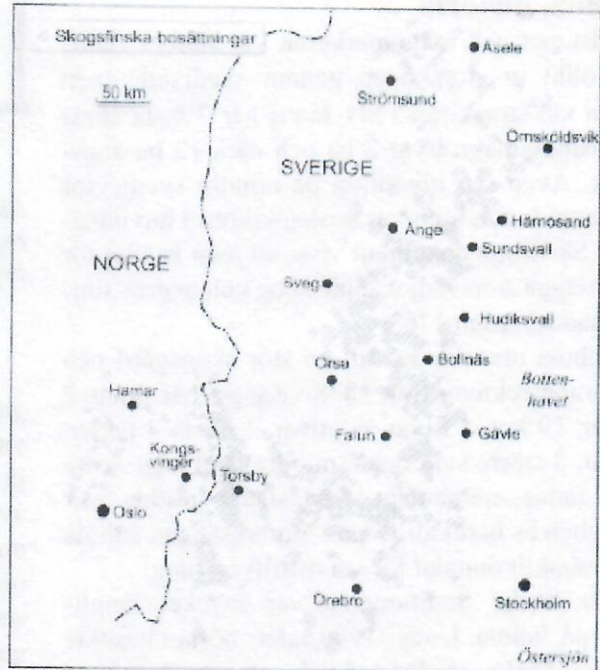 Skogsfinska bosättningar
Åsele
50 km
Strömsund
Örnsköldsvik
SVERIGE
Härnösand
Ånge
Sundsvall
NORGE
Sveg
Hudiksvall
Bollnäs
Orsa
Botten-
havet
Hamar
Falun
Gävle
Kongs-
vinger
Torsby
Oslo
Örebro
Stockholm
Östersjön